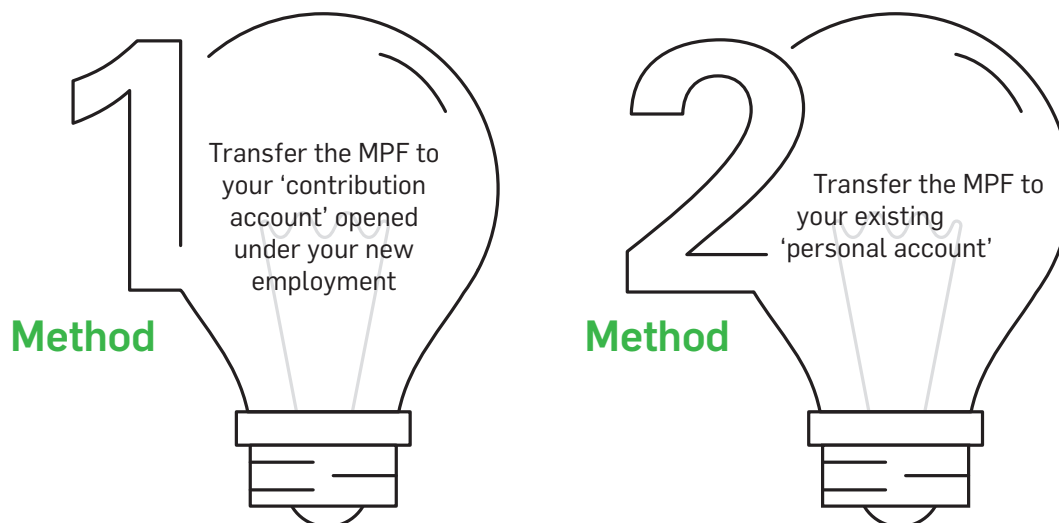 1
Transfer the MPF to
your ‘contribution
account’ opened
under your new
employment
Method
2
Transfer the MPF to
your existing
‘personal account’
Method